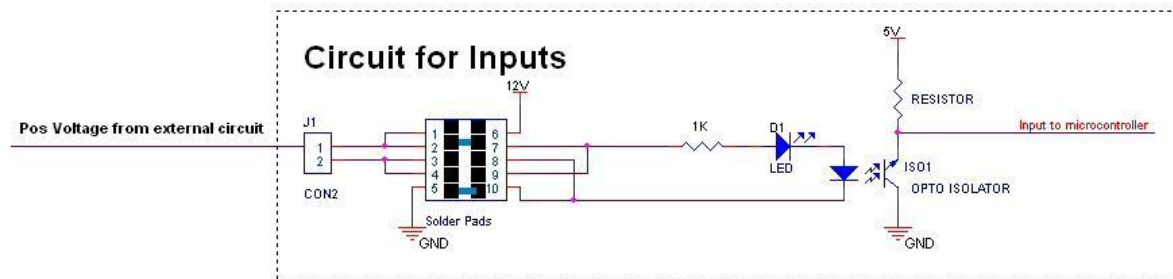 Circuit for Inputs
Pos Voltage from external circuit
J1
1
2
CON2
12V
1
2
3
4
5
6
7
8
9
10
Solder Pads
GND
1K
D1
LED
5V
RESISTOR
Input to microcontroller
ISO1
OPTO ISOLATOR
GND